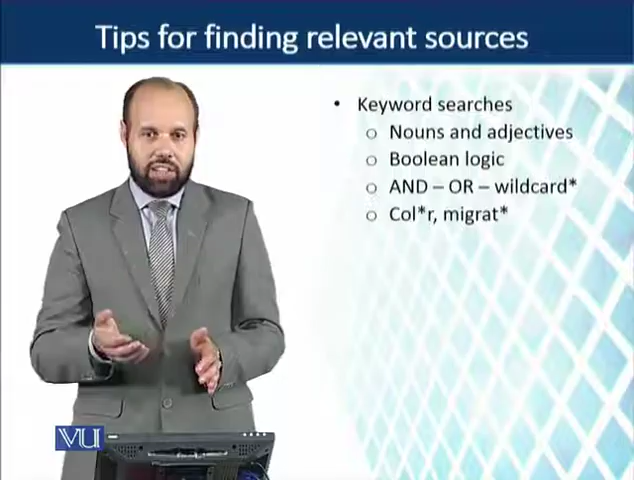 Tips for finding relevant sources
• Keyword searches
o Nouns and adjectives
o Boolean logic
o AND – OR – wildcard*
o Col*r, migrat*
VU